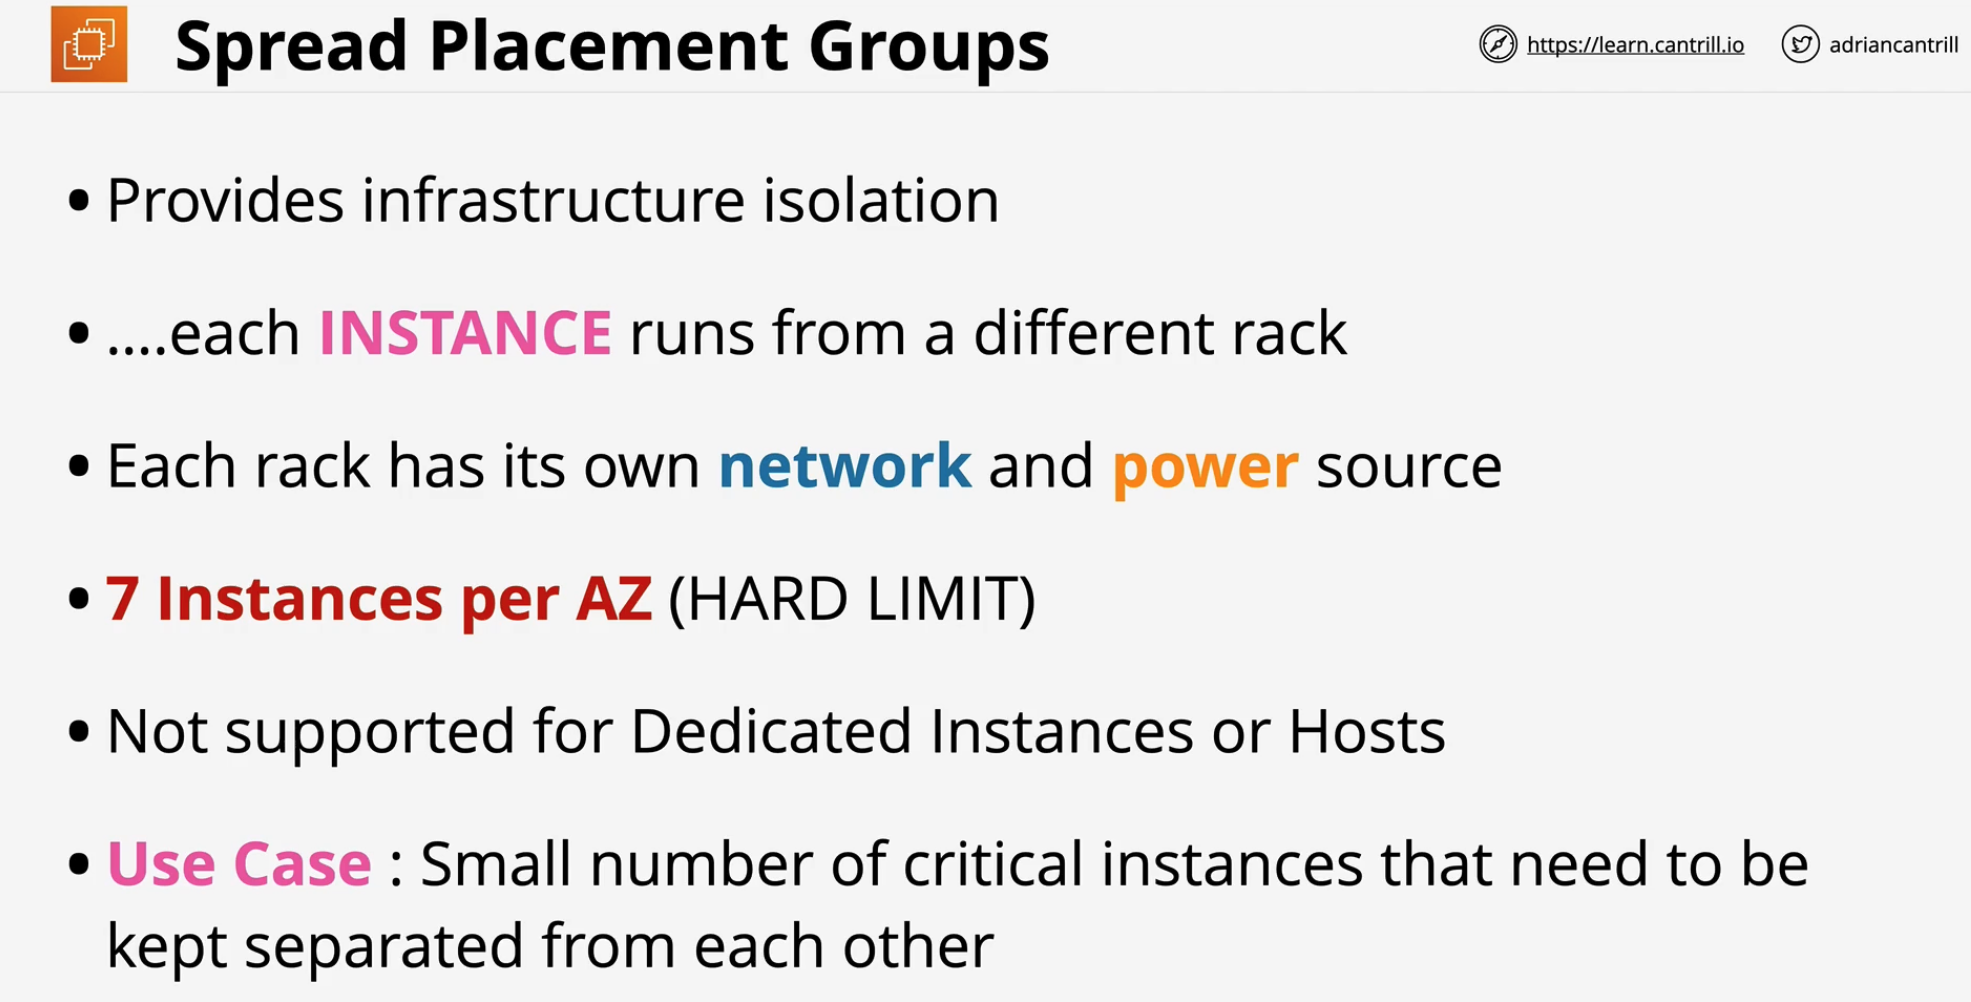 Spread Placement Groups
https://learn.cantrill.io
adriancantrill
• Provides infrastructure isolation
• ....each INSTANCE runs from a different rack
• Each rack has its own network and power source
• 7 Instances per AZ (HARD LIMIT)
• Not supported for Dedicated Instances or Hosts
• Use Case : Small number of critical instances that need to be
kept separated from each other